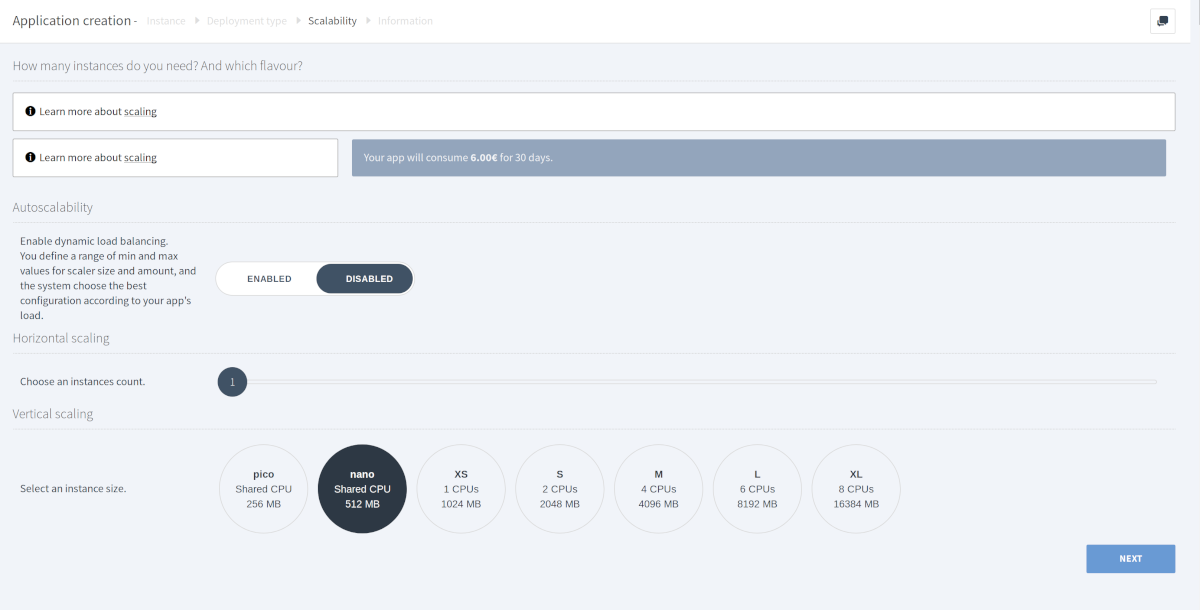 Application creation - Instance Deployment type Scalability Information
How many instances do you need? And which flavour?
Learn more about scaling
Learn more about scaling
Your app will consume 6.00€ for 30 days.
Autoscalability
Enable dynamic load balancing.
You define a range of min and max
values for scaler size and amount, and
the system choose the best
configuration according to your app's
load.
ENABLED
DISABLED
Horizontal scaling
Choose an instances count.
1
Vertical scaling
Select an instance size.
pico
Shared CPU
256 MB
nano
Shared CPU
512 MB
XS
1 CPUs
1024 MB
S
2 CPUs
2048 MB
M
4 CPUs
4096 MB
L
6 CPUs
8192 MB
XL
8 CPUs
16384 MB
NEXT